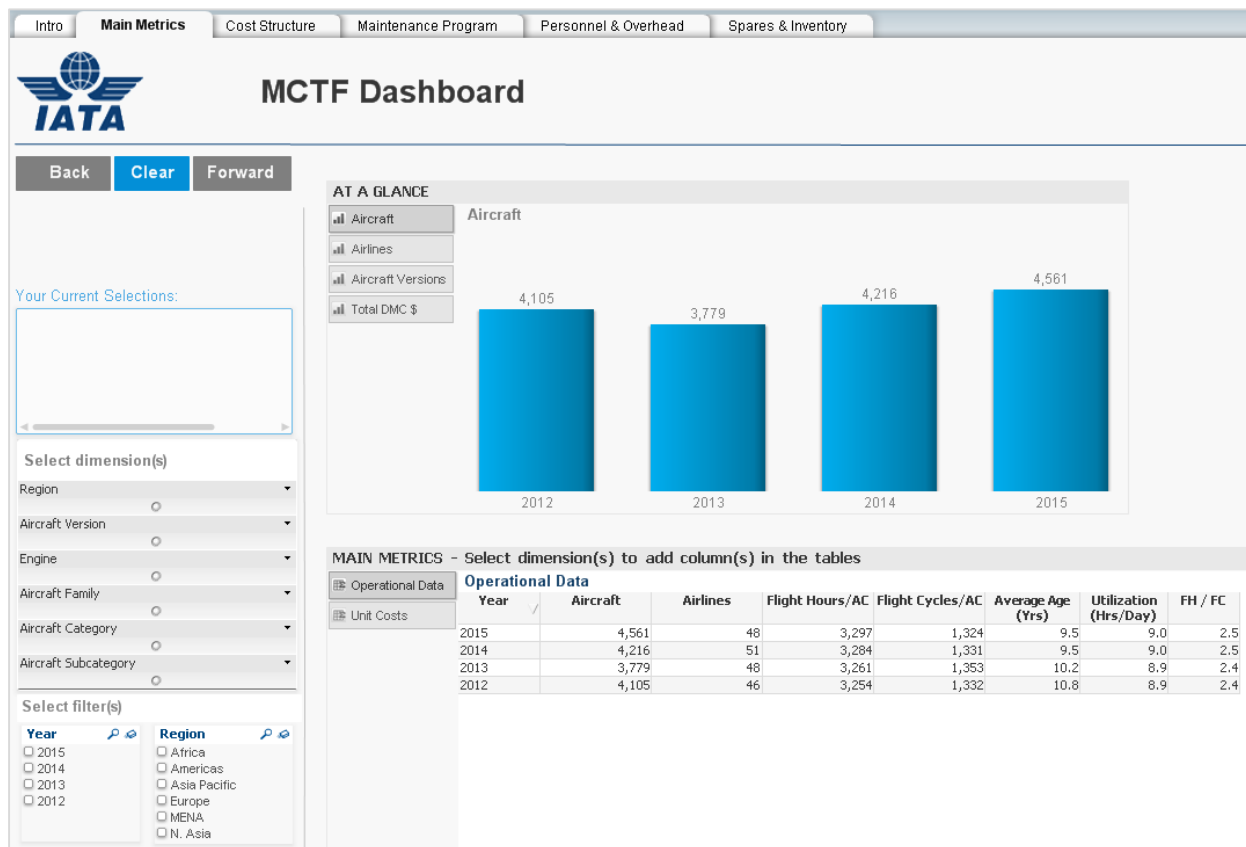 Intro Main Metrics Cost Structure Maintenance Program Personnel & Overhead Spares & Inventory
IATA
MCTF Dashboard
Back Clear Forward
Your Current Selections:
Select dimension(s)
Region
Aircraft Version
Engine
Aircraft Family
Aircraft Category
Aircraft Subcategory
Select filter(s)
Year
2015
2014
2013
2012
Region
Africa
Americas
Asia Pacific
Europe
MENA
N. Asia
AT A GLANCE
Aircraft
Airlines
Aircraft Versions
Total DMC $
Aircraft
4,105 3,779 4,216 4,561
2012 2013 2014 2015
MAIN METRICS - Select dimension(s) to add column(s) in the tables
Operational Data
Unit Costs
Operational Data
Year Aircraft Airlines Flight Hours/AC Flight Cycles/AC Average Age (Yrs) Utilization (Hrs/Day) FH / FC
2015 4,561 48 3,297 1,324 9.5 9.0 2.5
2014 4,216 51 3,284 1,331 9.5 9.0 2.5
2013 3,779 48 3,261 1,353 10.2 8.9 2.4
2012 4,105 46 3,254 1,332 10.8 8.9 2.4